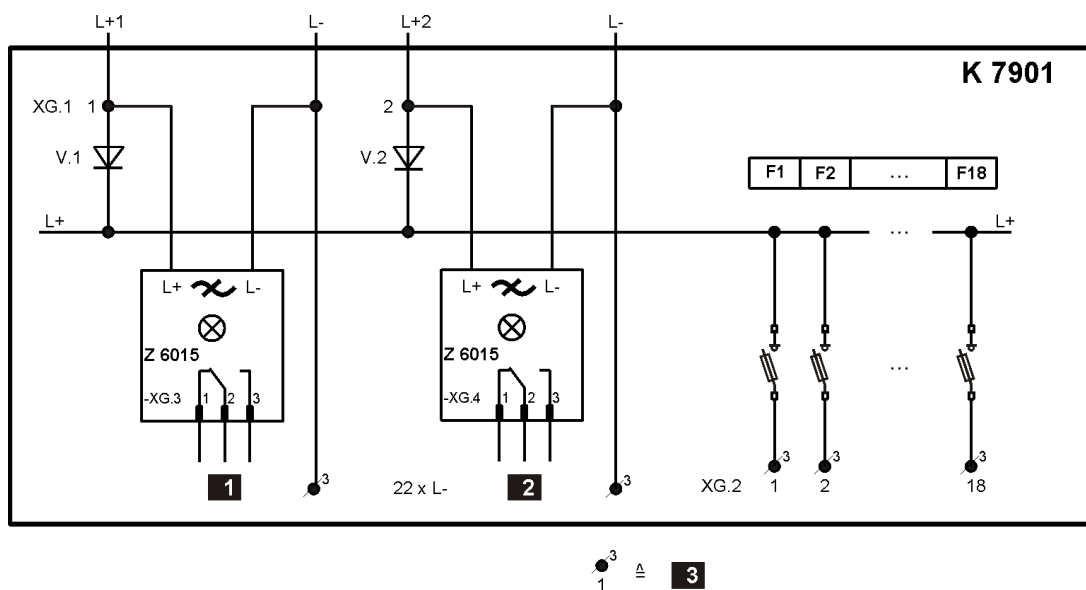 L+1 L- L+2 L-
K 7901
XG.1 1 2
V.1 V.2
F1 F2 ... F18
L+ ... L+
L+ L- L+ L-
Z 6015 Z 6015
...
-XG.3 1 2 3 -XG.4 1 2 3
1 3 22 x L- 2 3 XG.2 1 3 2 3 18 3
3
1 ≙ 3